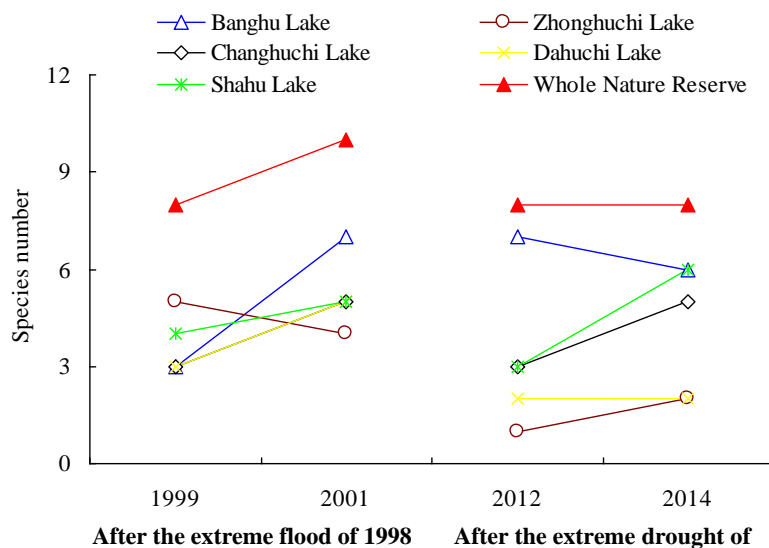 Banghu Lake
Zhonghuchi Lake
Changhuchi Lake
Dahuchi Lake
Shahu Lake
Whole Nature Reserve
Species number
12
9
6
3
0
1999
2001
2012
2014
After the extreme flood of 1998
After the extreme drought of